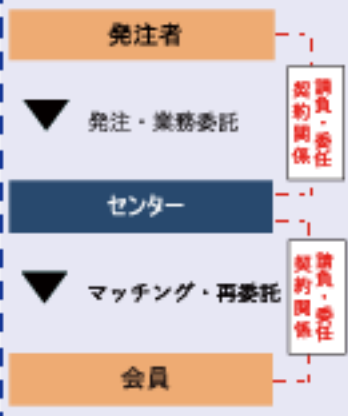 発注者
請負・委任
契約関係
発注・業務委託
センター
請負・委任
契約関係
マッチング・再委託
会員